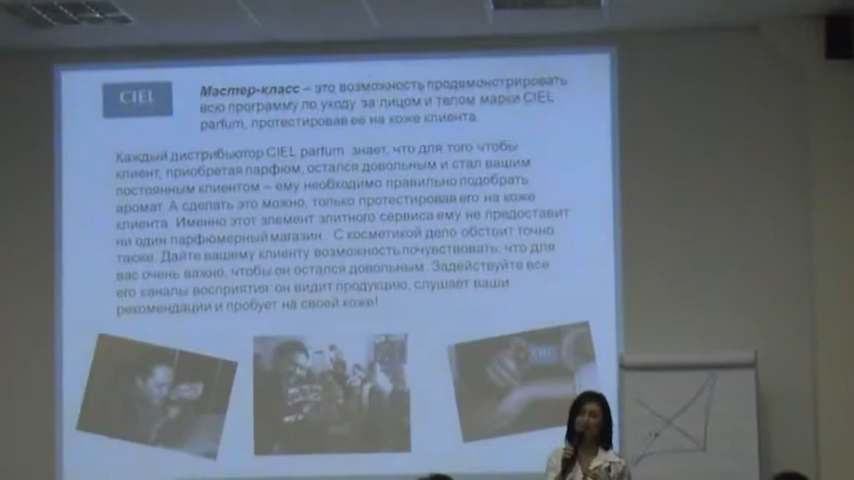 CIEL
Мастер-класс – это возможность продемонстрировать
всю программу по уходу за лицом и телом марки CIEL
parfum, протестировав ее на коже клиента.
Каждый дистрибьютор CIEL parfum знает, что для того чтобы
клиент, приобретая парфюм, остался довольным и стал вашим
постоянным клиентом – ему необходимо правильно подобрать
аромат. А сделать это можно, только протестировав его на коже
клиента. Именно этот элемент элитного сервиса ему не предоставит
ни один парфюмерный магазин. С косметикой дело обстоит точно
также. Дайте вашему клиенту возможность почувствовать, что для
вас очень важно, чтобы он остался довольным. Задействуйте все
его каналы восприятия: он видит продукцию, слушает ваши
рекомендации и пробует на своей коже!